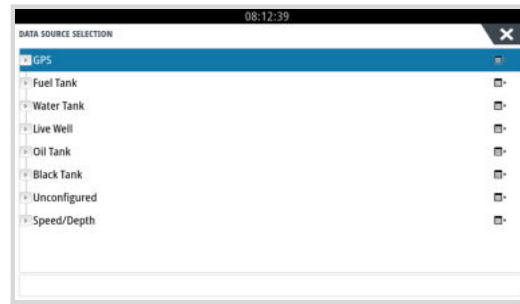 08:12:39
DATA SOURCE SELECTION
GPS
Fuel Tank
Water Tank
Live Well
Oil Tank
Black Tank
Unconfigured
Speed/Depth